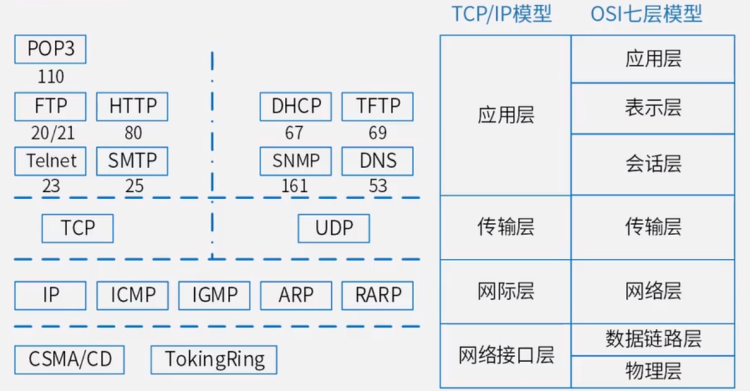 TCP/IP模型 OSI七层模型
POP3
110
FTP HTTP DHCP TFTP
20/21 80 67 69
Telnet SMTP SNMP DNS
23 25 161 53
TCP UDP
IP ICMP IGMP ARP RARP
CSMA/CD TokingRing
应用层
传输层
网际层
网络接口层
应用层
表示层
会话层
传输层
网络层
数据链路层
物理层